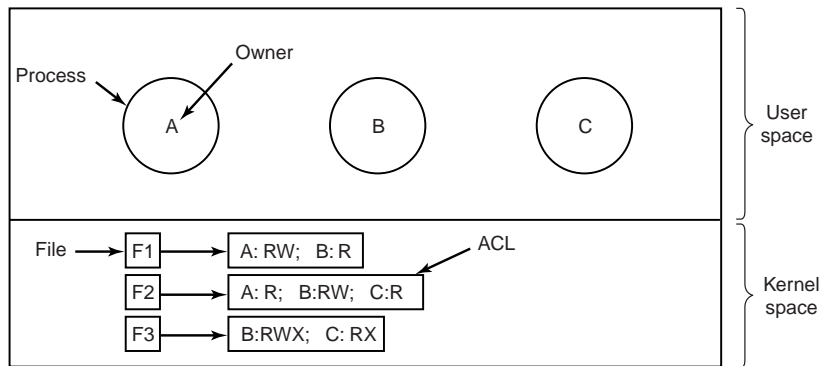 Owner
Process
A
B
C
User
space
File
F1
A: RW; B: R
ACL
F2
A: R; B:RW; C:R
F3
B:RWX; C: RX
Kernel
space